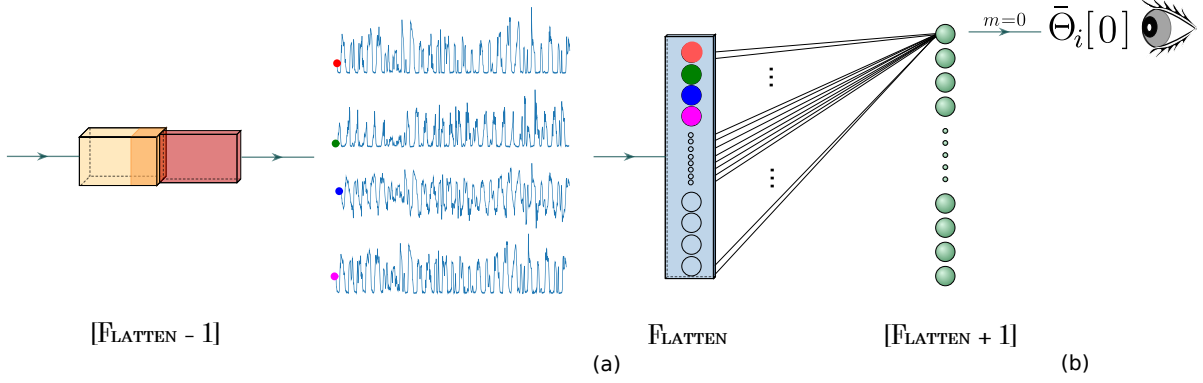 m=0
Θ̄ᵢ[0]
[FLATTEN – 1]
FLATTEN
[FLATTEN + 1]
(a)
(b)